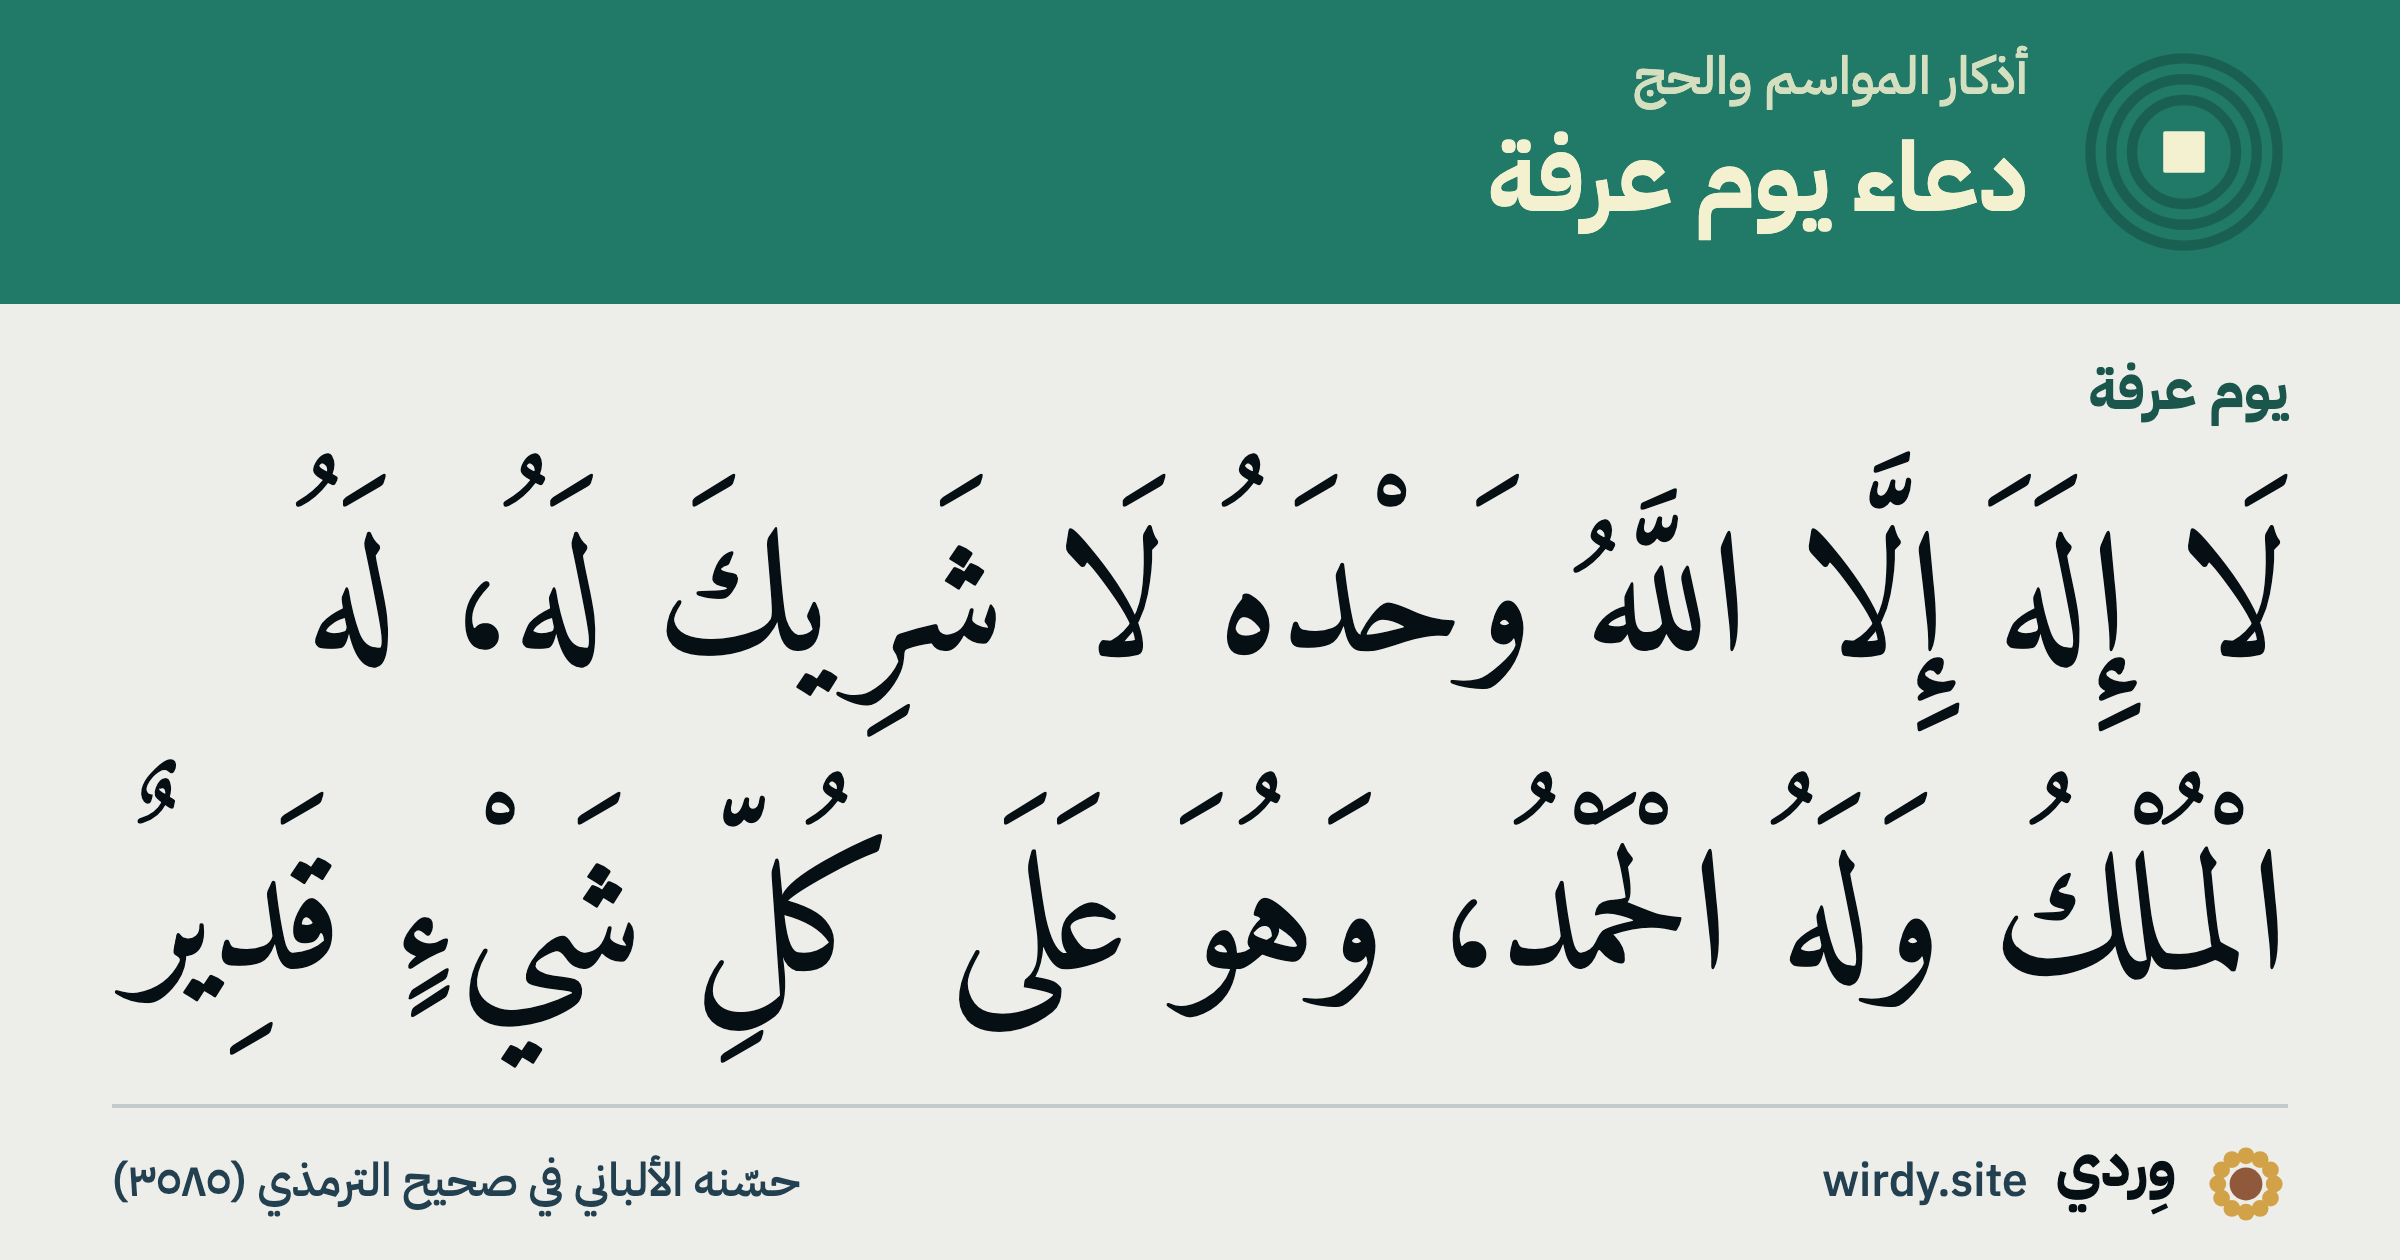 أذكار المواسم والحج
دعاء يوم عرفة
يوم عرفة
لَا إِلَهَ إِلَّا اللَّهُ وَحْدَهُ لَا شَرِيكَ لَهُ، لَهُ
الْمُلْكُ وَلَهُ الْحَمْدُ، وَهُوَ عَلَى كُلِّ شَيْءٍ قَدِيرٌ
وِردي wirdy.site
حسّنه الألباني في صحيح الترمذي (٣٥٨٥)